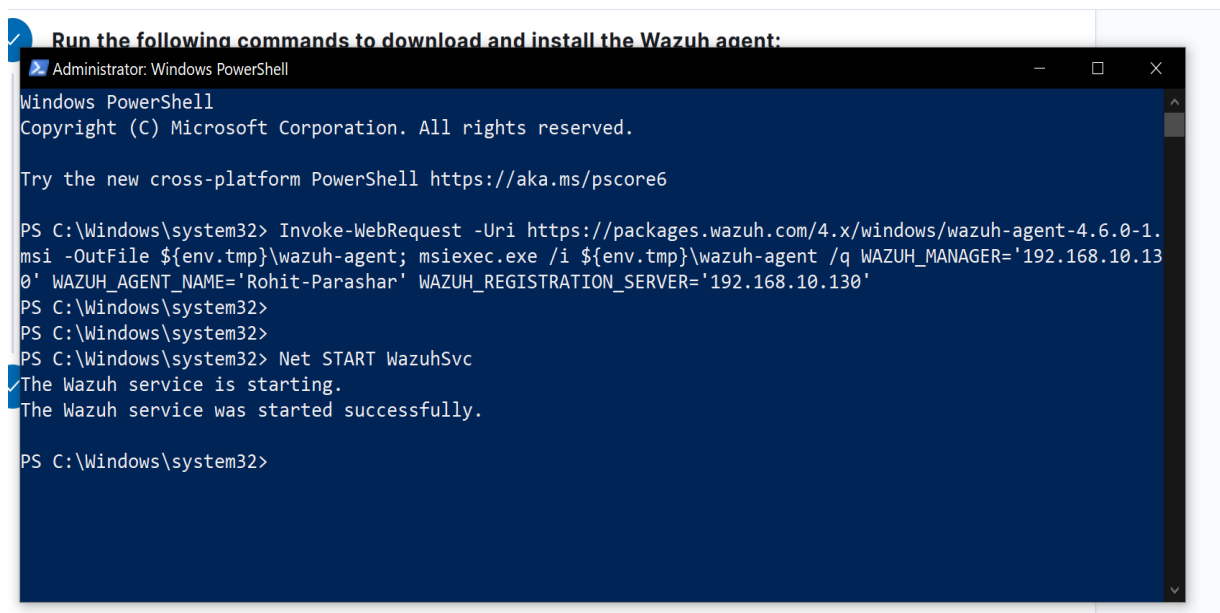 Run the following commands to download and install the Wazuh agent:
Administrator: Windows PowerShell
Windows PowerShell
Copyright (C) Microsoft Corporation. All rights reserved.
Try the new cross-platform PowerShell https://aka.ms/pscore6
PS C:\Windows\system32> Invoke-WebRequest -Uri https://packages.wazuh.com/4.x/windows/wazuh-agent-4.6.0-1.
msi -OutFile ${env.tmp}\wazuh-agent; msiexec.exe /i ${env.tmp}\wazuh-agent /q WAZUH_MANAGER='192.168.10.13
0' WAZUH_AGENT_NAME='Rohit-Parashar' WAZUH_REGISTRATION_SERVER='192.168.10.130'
PS C:\Windows\system32>
PS C:\Windows\system32>
PS C:\Windows\system32> Net START WazuhSvc
The Wazuh service is starting.
The Wazuh service was started successfully.
PS C:\Windows\system32>